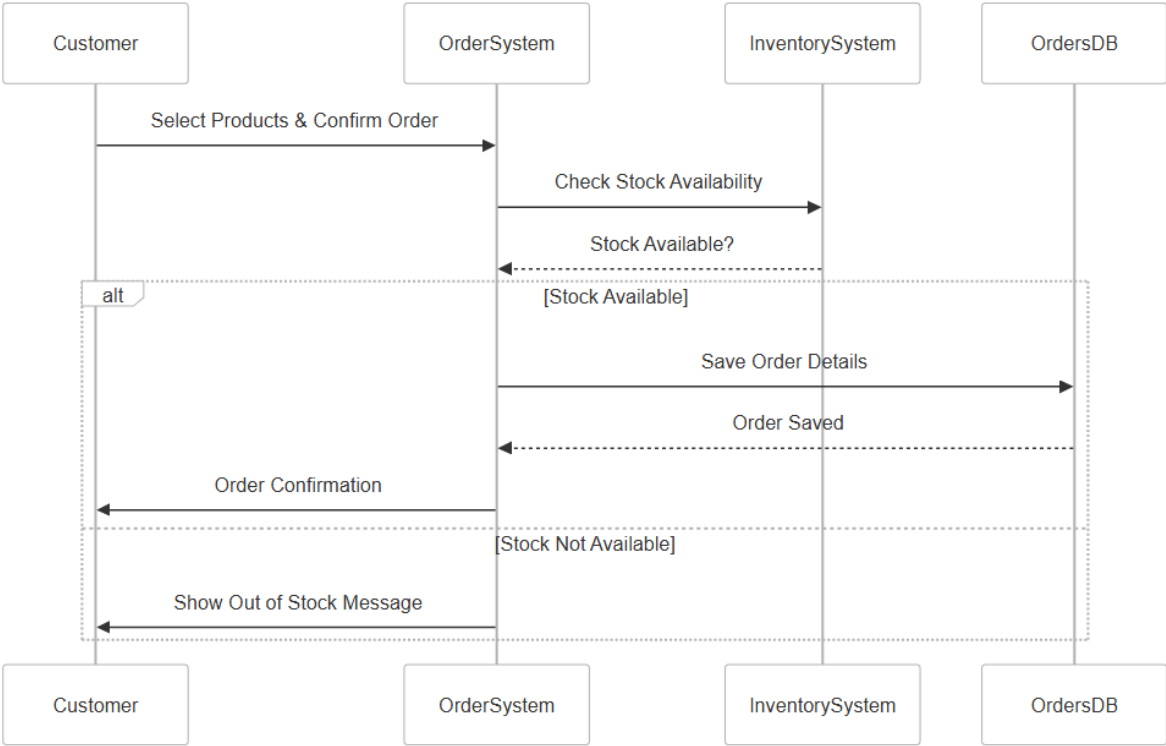 Customer
OrderSystem
InventorySystem
OrdersDB
Select Products & Confirm Order
Check Stock Availability
Stock Available?
alt
[Stock Available]
Save Order Details
Order Saved
Order Confirmation
[Stock Not Available]
Show Out of Stock Message
Customer
OrderSystem
InventorySystem
OrdersDB